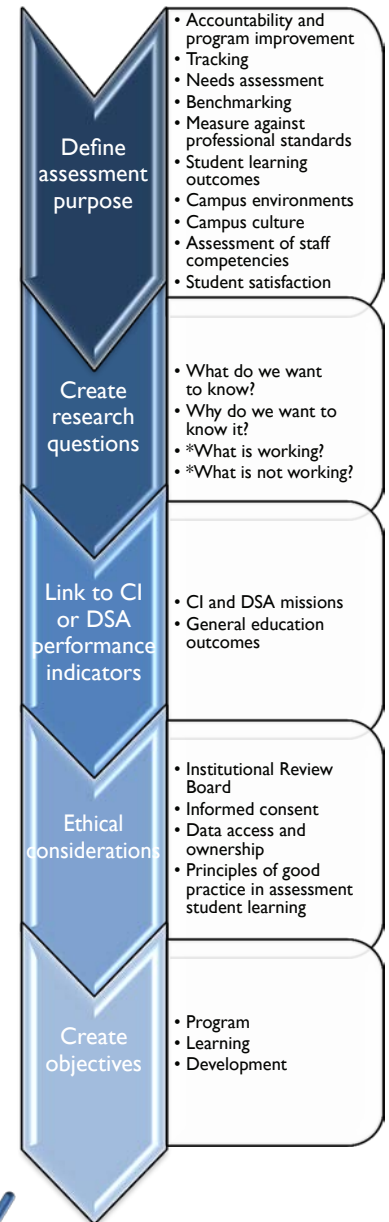 Define
assessment
purpose
• Accountability and
program improvement
• Tracking
• Needs assessment
• Benchmarking
• Measure against
professional standards
• Student learning
outcomes
• Campus environments
• Campus culture
• Assessment of staff
competencies
• Student satisfaction
Create
research
questions
• What do we want
to know?
• Why do we want to
know it?
• *What is working?
• *What is not working?
Link to CI
or DSA
performance
indicators
• CI and DSA missions
• General education
outcomes
Ethical
considerations
• Institutional Review
Board
• Informed consent
• Data access and
ownership
• Principles of good
practice in assessment
student learning
Create
objectives
• Program
• Learning
• Development